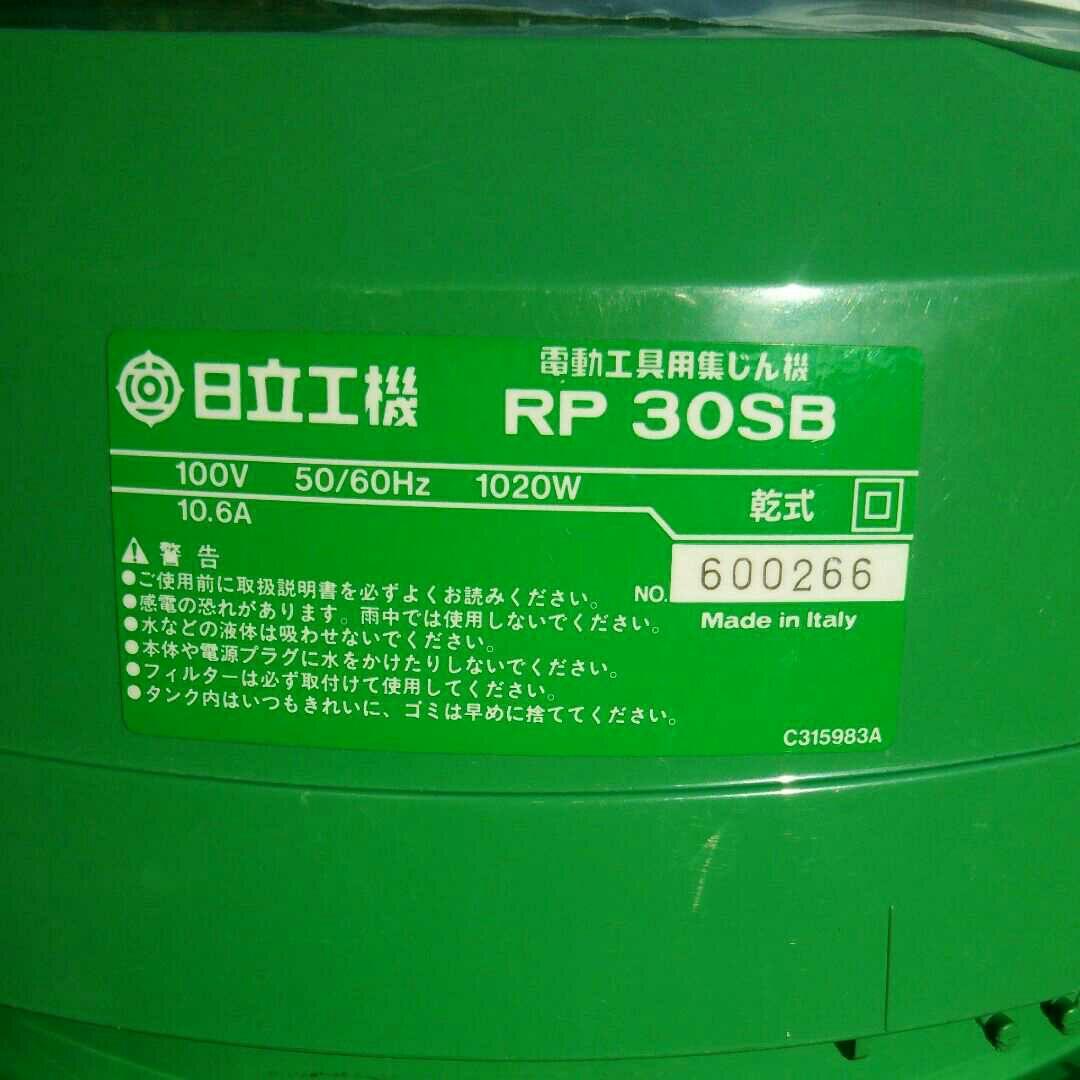 日立工機
電動工具用集じん機
RP 30SB
100V 50/60Hz 1020W
10.6A
乾式
警告
●ご使用前に取扱説明書を必ずよくお読みください。
●感電の恐れがあります。雨中では使用しないでください。
●水などの液体は吸わせないでください。
●本体や電源プラグに水をかけたりしないでください。
●フィルターは必ず取付けて使用してください。
●タンク内はいつもきれいに、ゴミは早めに捨ててください。
NO. 600266
Made in Italy
C315983A